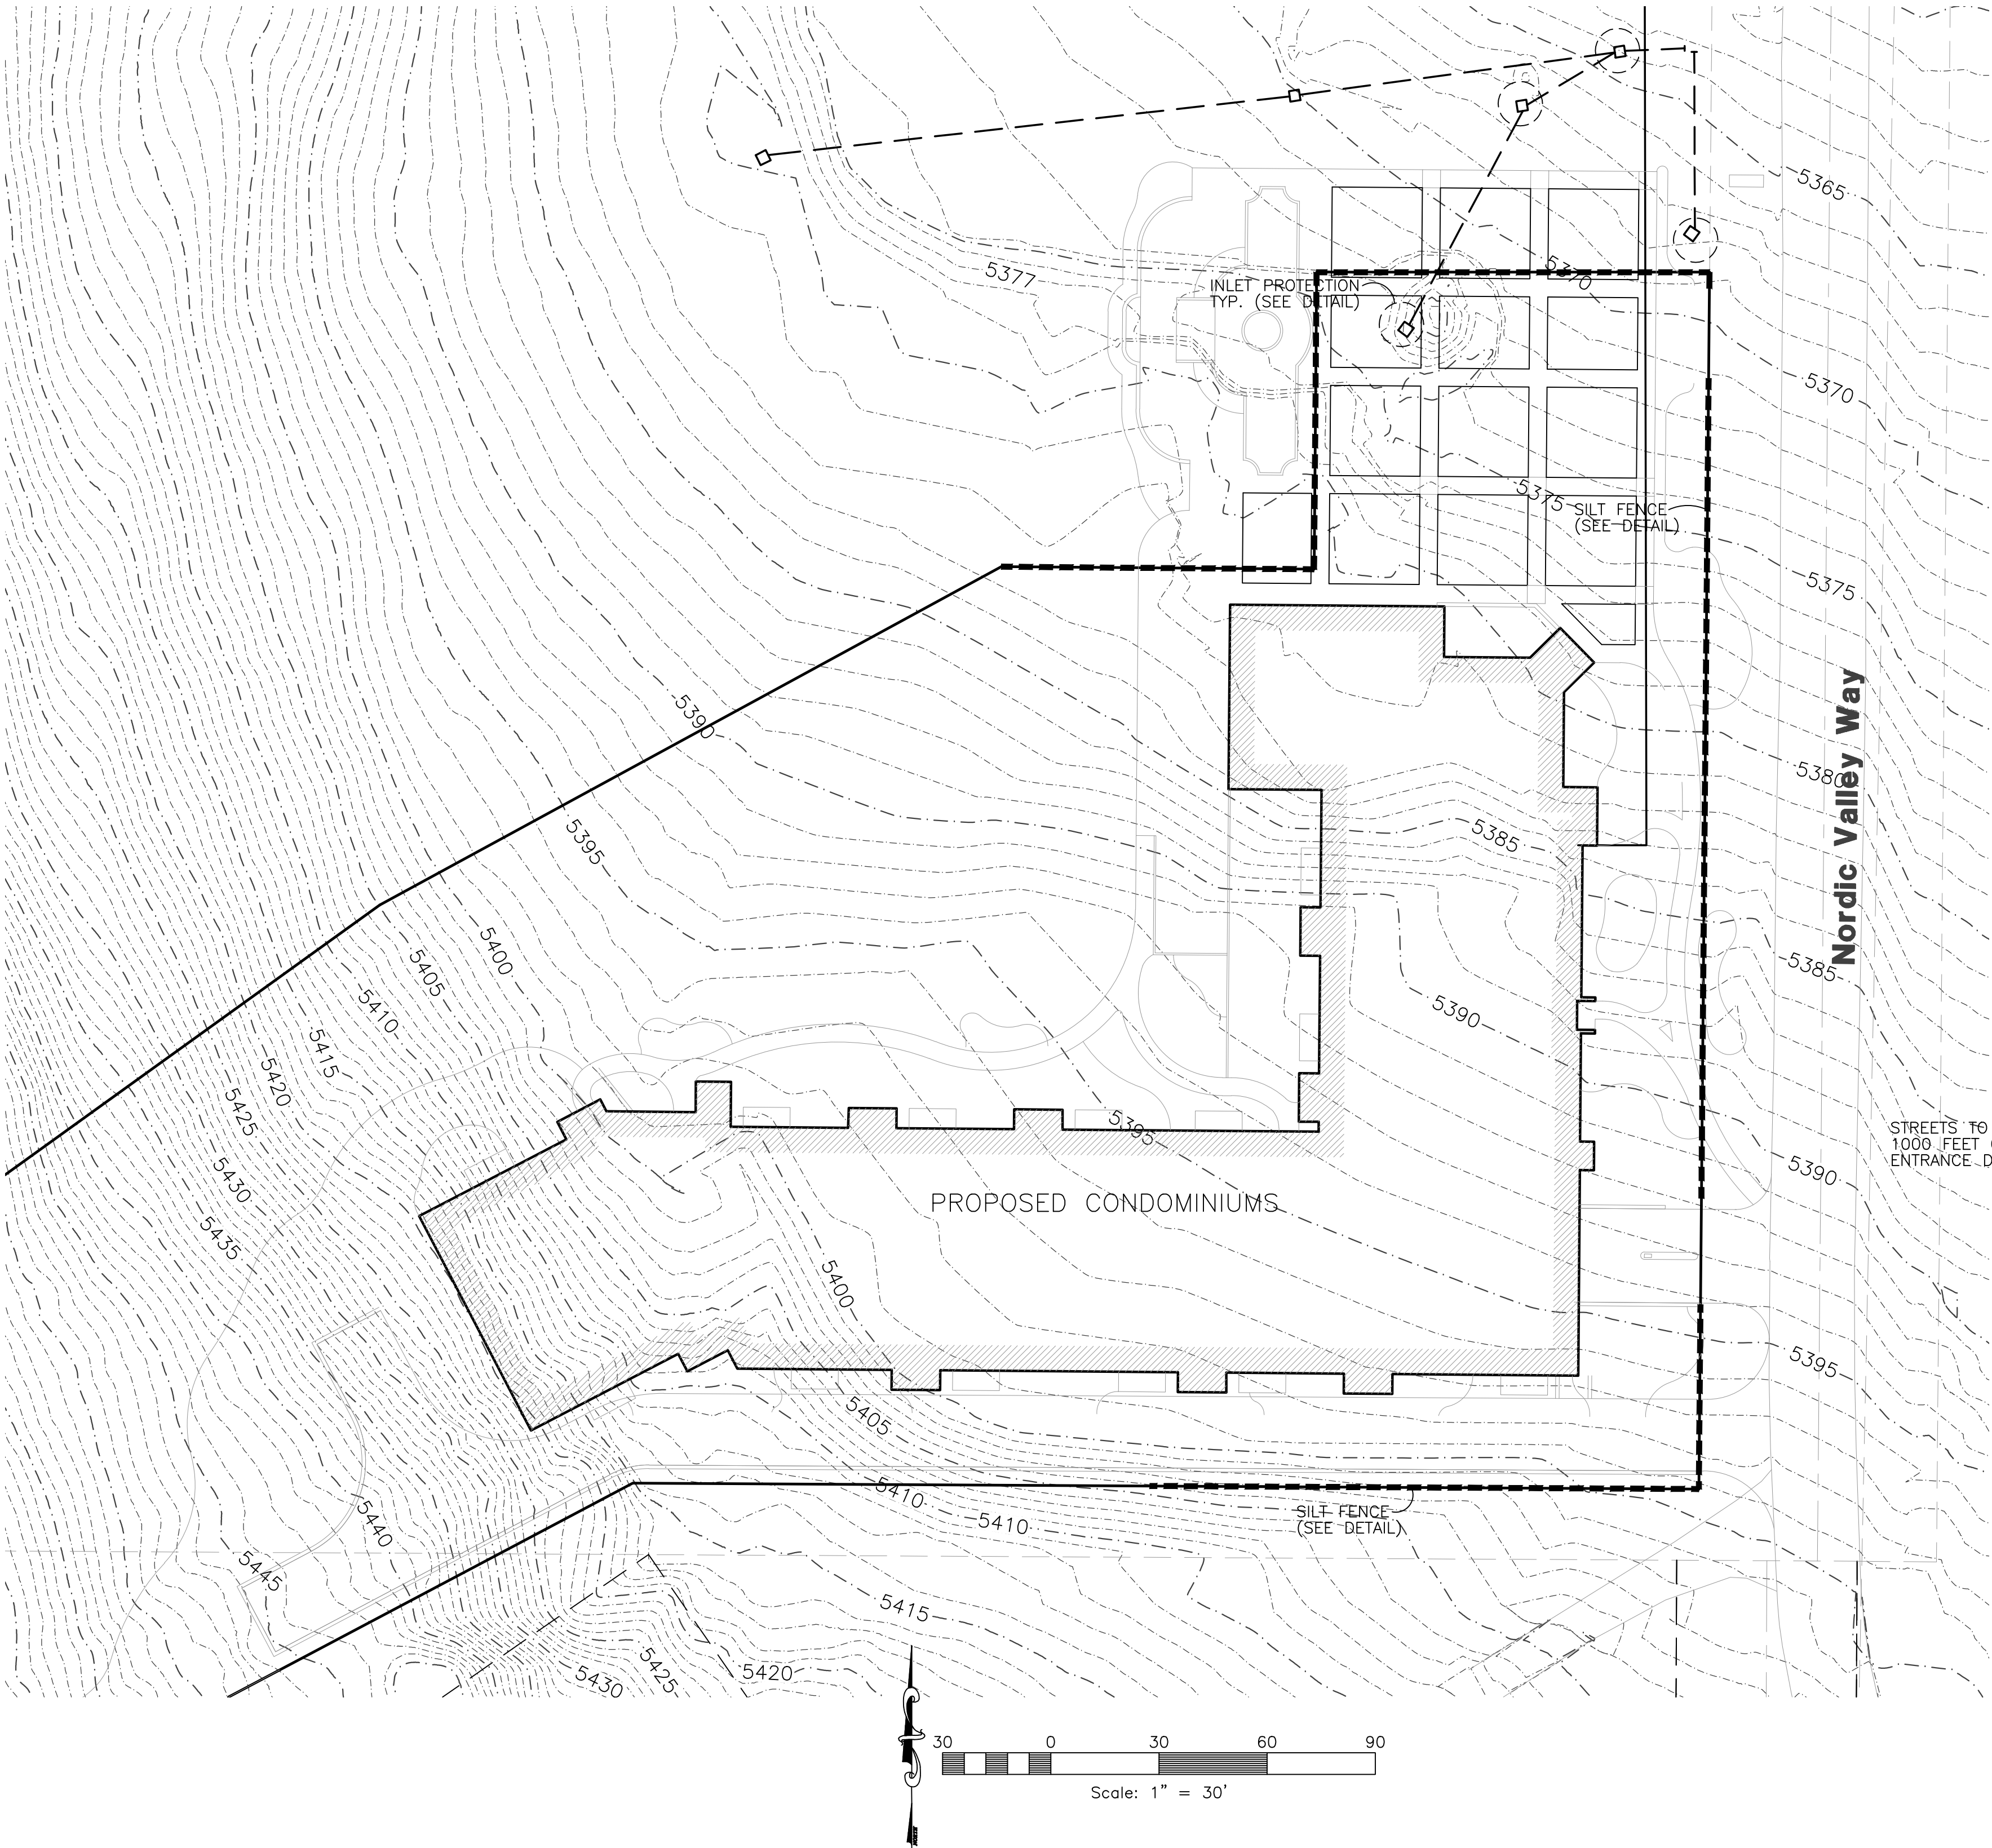 5365
5377
INLET PROTECTION
TYP. (SEE DETAIL)
5370
5370
5375
SILT FENCE
(SEE DETAIL)
5375
5390
Nordic Valley Way
5380
5395
5385
5385
5400
5405
5410
5390
5415
5420
5425
5395
STREETS TO
1000 FEET
ENTRANCE D
5390
5430
PROPOSED CONDOMINIUMS
5435
5400
5395
5405
5410
SILT FENCE
(SEE DETAIL)
5410
5440
5445
5415
5420
5425
5430
30 0 30 60 90
Scale: 1" = 30'